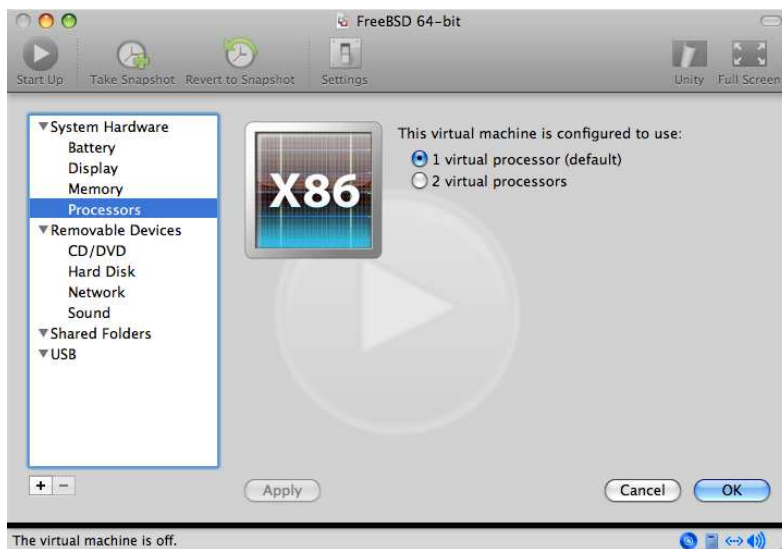 FreeBSD 64-bit
Start Up
Take Snapshot
Revert to Snapshot
Settings
Unity
Full Screen
System Hardware
Battery
Display
Memory
Processors
Removable Devices
CD/DVD
Hard Disk
Network
Sound
Shared Folders
USB
X86
This virtual machine is configured to use:
1 virtual processor (default)
2 virtual processors
+ −
Apply
Cancel
OK
The virtual machine is off.